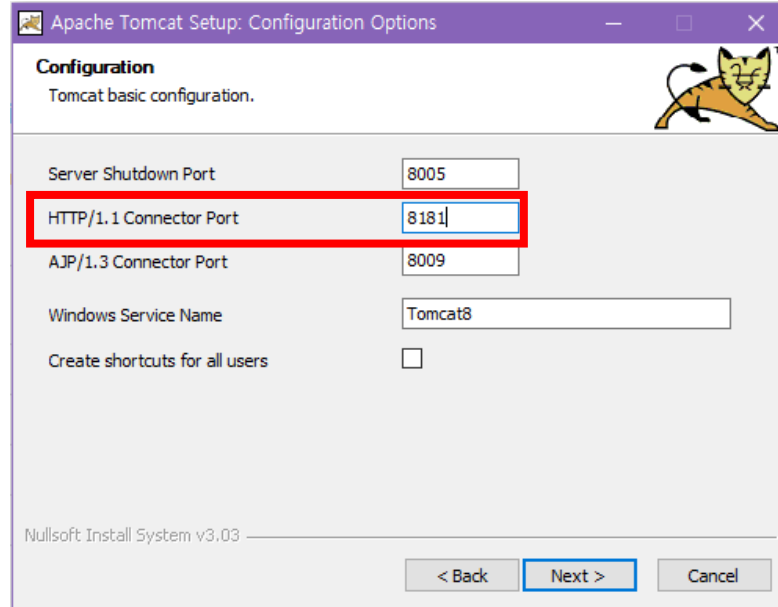 Apache Tomcat Setup: Configuration Options
Configuration
Tomcat basic configuration.
Server Shutdown Port 8005
HTTP/1.1 Connector Port 8181
AJP/1.3 Connector Port 8009
Windows Service Name Tomcat8
Create shortcuts for all users
Nullsoft Install System v3.03
< Back Next > Cancel